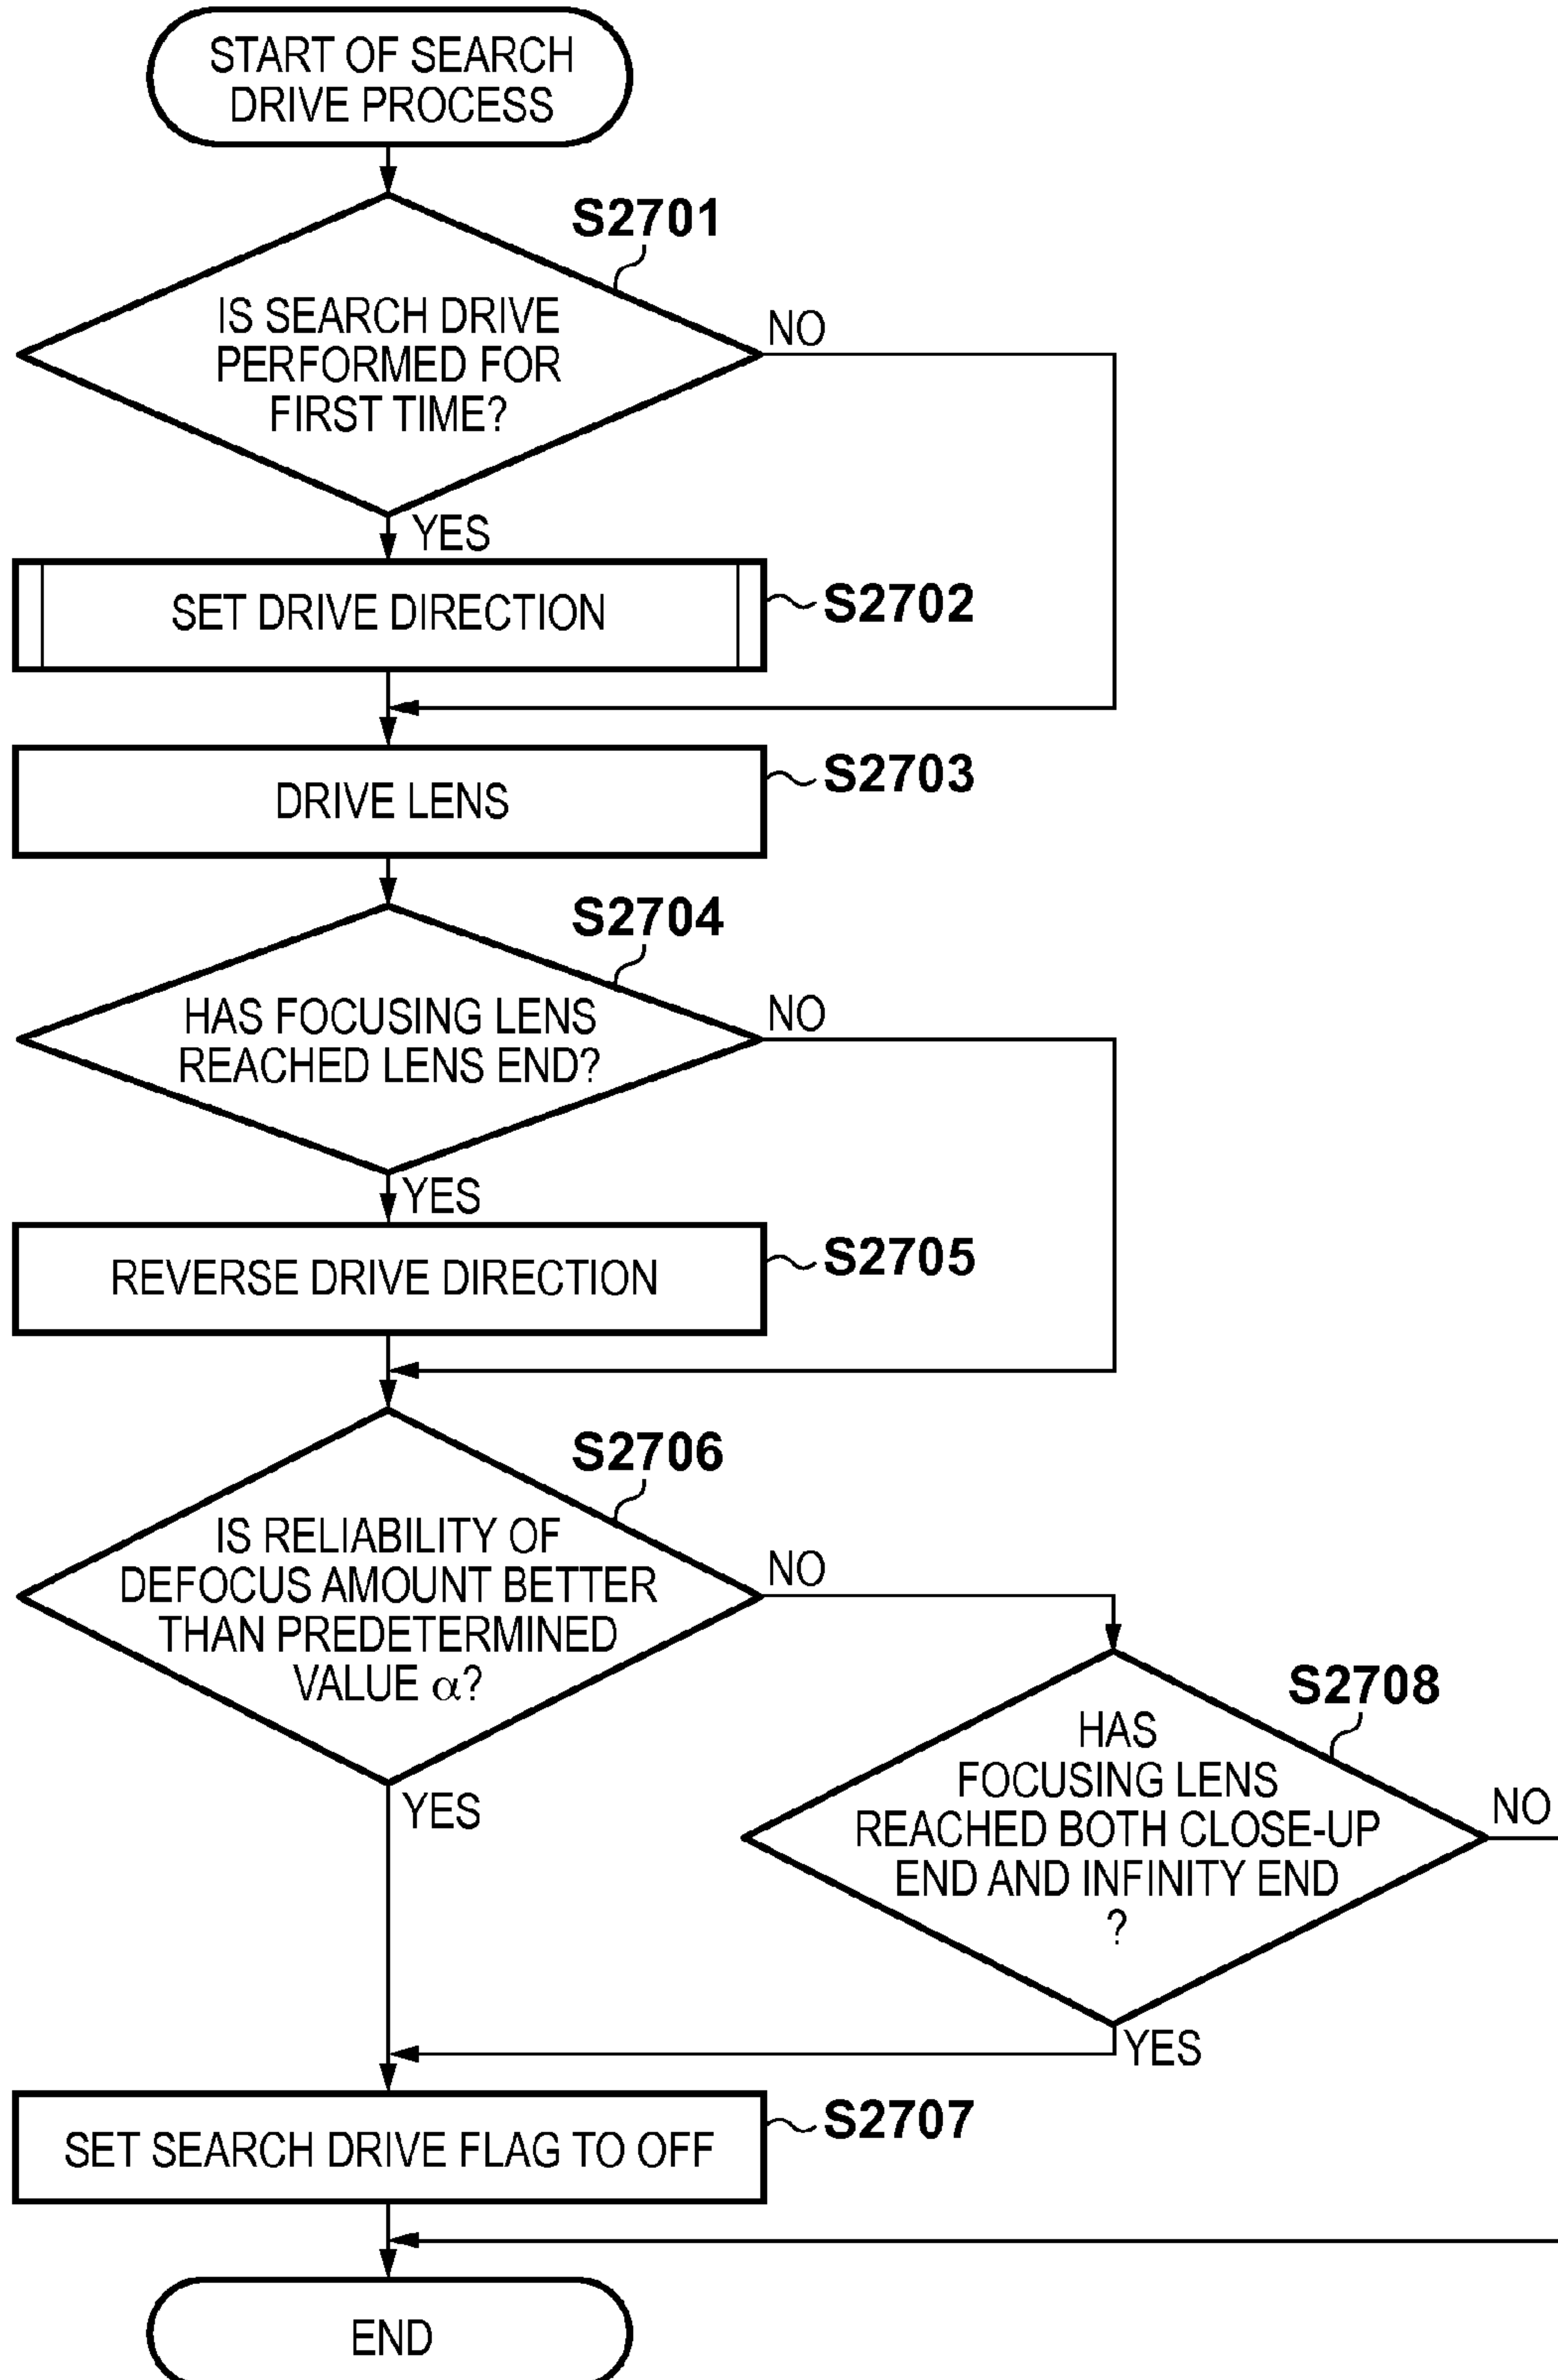 START OF SEARCH
DRIVE PROCESS
S2701
IS SEARCH DRIVE
PERFORMED FOR
FIRST TIME?
NO
YES
SET DRIVE DIRECTION
S2702
DRIVE LENS
S2703
S2704
HAS FOCUSING LENS
REACHED LENS END?
NO
YES
REVERSE DRIVE DIRECTION
S2705
S2706
IS RELIABILITY OF
DEFOCUS AMOUNT BETTER
THAN PREDETERMINED
VALUE α?
NO
YES
S2708
HAS
FOCUSING LENS
REACHED BOTH CLOSE-UP
END AND INFINITY END
?
NO
YES
SET SEARCH DRIVE FLAG TO OFF
S2707
END